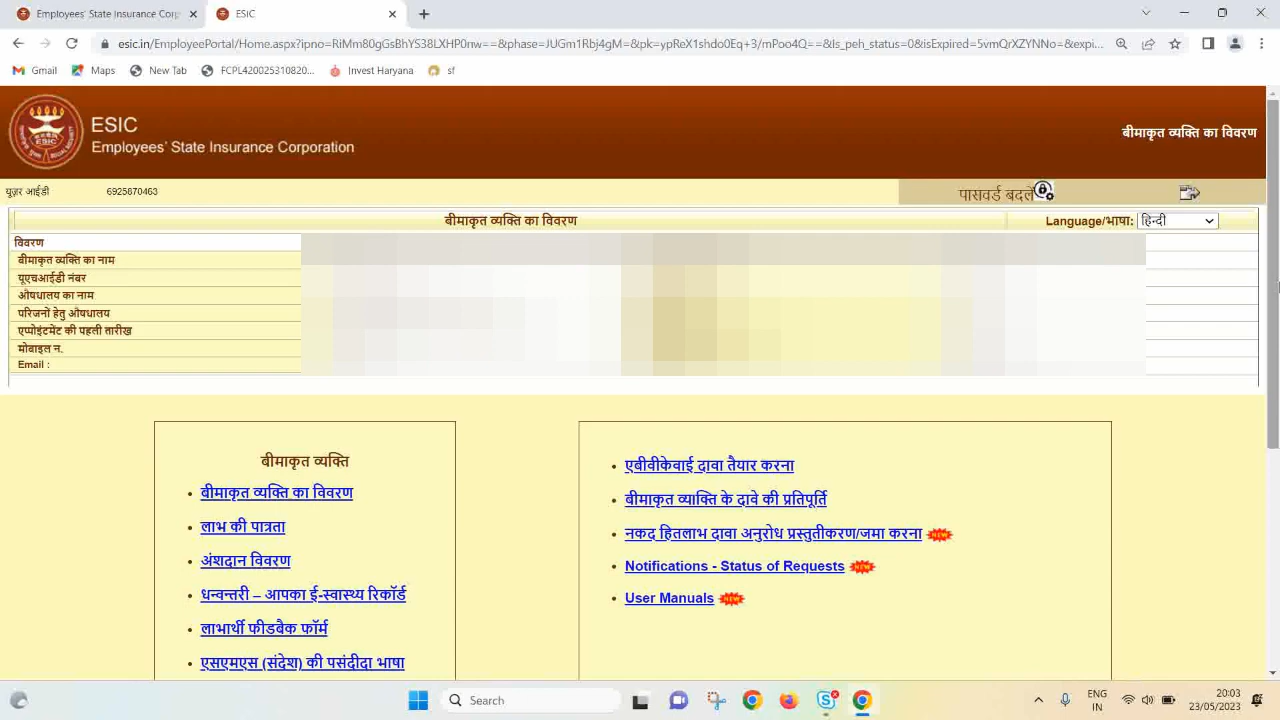 Employees' State Insurance Corp
ESIC
esic.in/EmployeePortal/Home.aspx?ipno=RiMm80gGsBhYS38LXHP0nw==&phase=JUGm1Rbj4gM=&pk=ypReX1shdo0Eq+3/mPoo4Q==&Is_peh_status=0&isExpired=5vmQrXZYNNo=&expi...
Gmail
Maps
New Tab
FCPL420025310820...
Invest Haryana
sf
ESIC
Employees' State Insurance Corporation
बीमाकृत व्यक्ति का विवरण
यूज़र आईडी
6925870463
पासवर्ड बदलें
बीमाकृत व्यक्ति का विवरण
Language/भाषा: हिन्दी
विवरण
बीमाकृत व्यक्ति का नाम
यूएचआईडी नंबर
औषधालय का नाम
परिजनों हेतु औषधालय
एप्पोइंटमेंट की पहली तारीख
मोबाइल न.
Email :
बीमाकृत व्यक्ति
बीमाकृत व्यक्ति का विवरण
लाभ की पात्रता
अंशदान विवरण
धन्वन्तरी – आपका ई-स्वास्थ्य रिकॉर्ड
लाभार्थी फीडबैक फॉर्म
एसएमएस (संदेश) की पसंदीदा भाषा
एबीवीकेवाई दावा तैयार करना
बीमाकृत व्याक्ति के दावे की प्रतिपूर्ति
नकद हितलाभ दावा अनुरोध प्रस्तुतीकरण/जमा करना NEW
Notifications - Status of Requests NEW
User Manuals NEW
Search
ENG
IN
20:03
23/05/2023